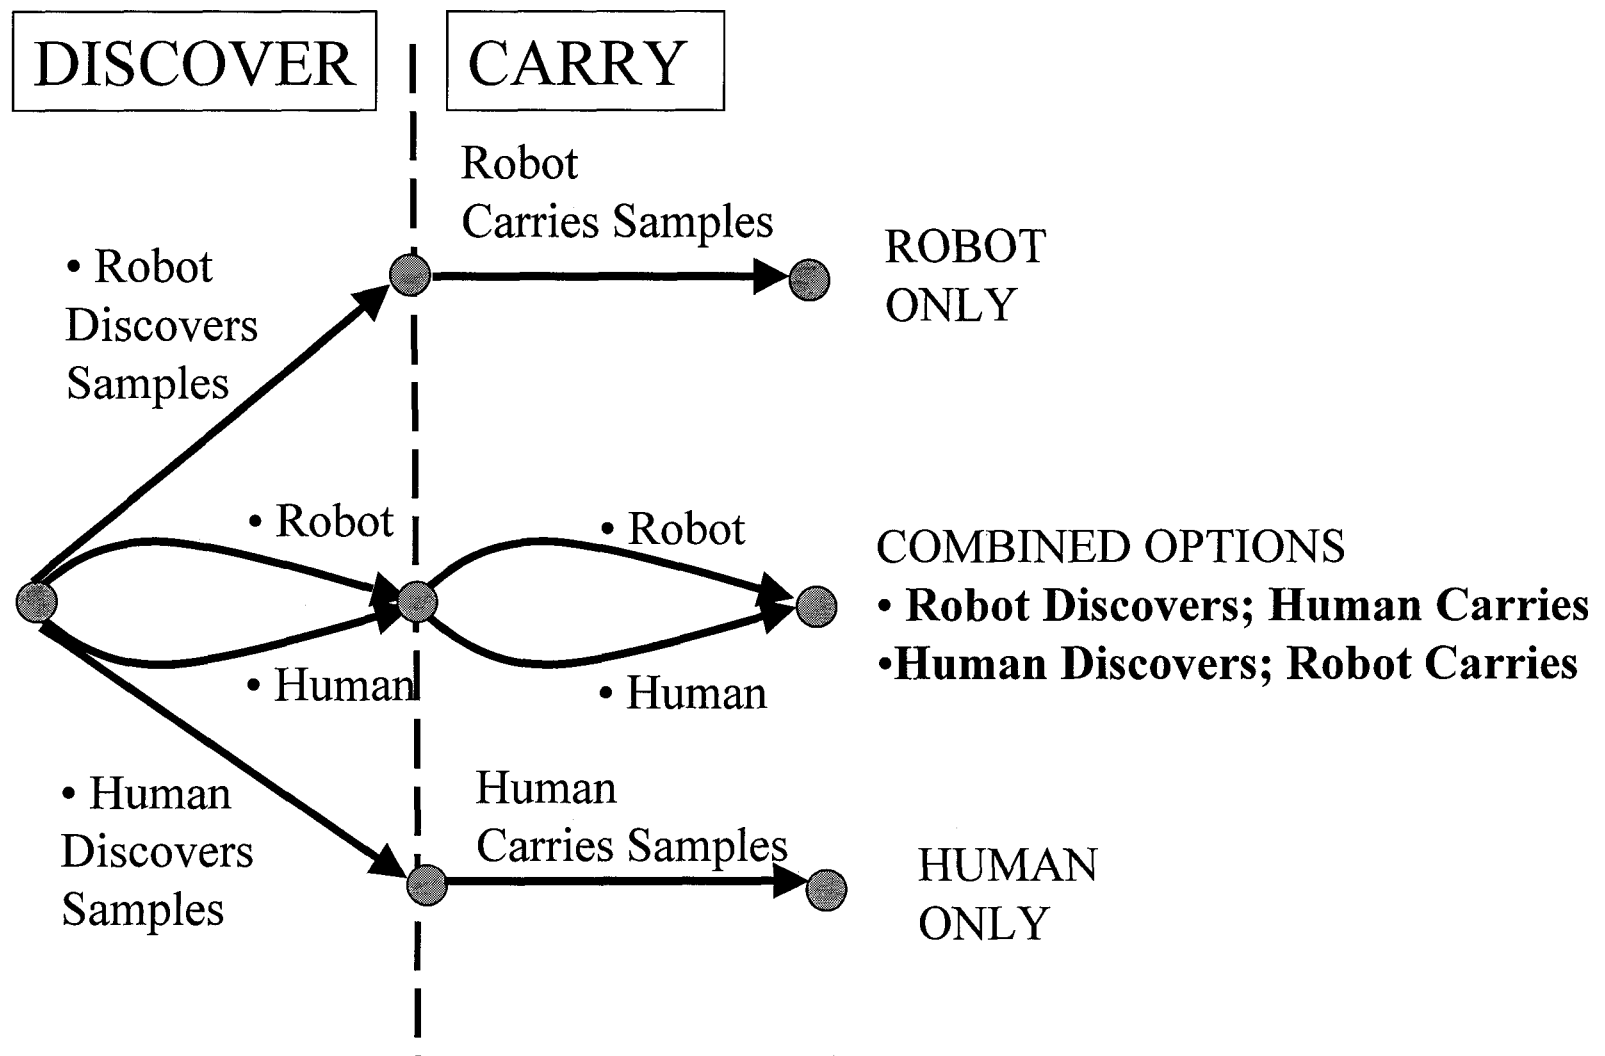 DISCOVER
CARRY
Robot
Carries Samples
ROBOT
ONLY
• Robot
Discovers
Samples
• Robot
• Robot
COMBINED OPTIONS
• Robot Discovers; Human Carries
•Human Discovers; Robot Carries
• Human
• Human
• Human
Discovers
Samples
Human
Carries Samples
HUMAN
ONLY